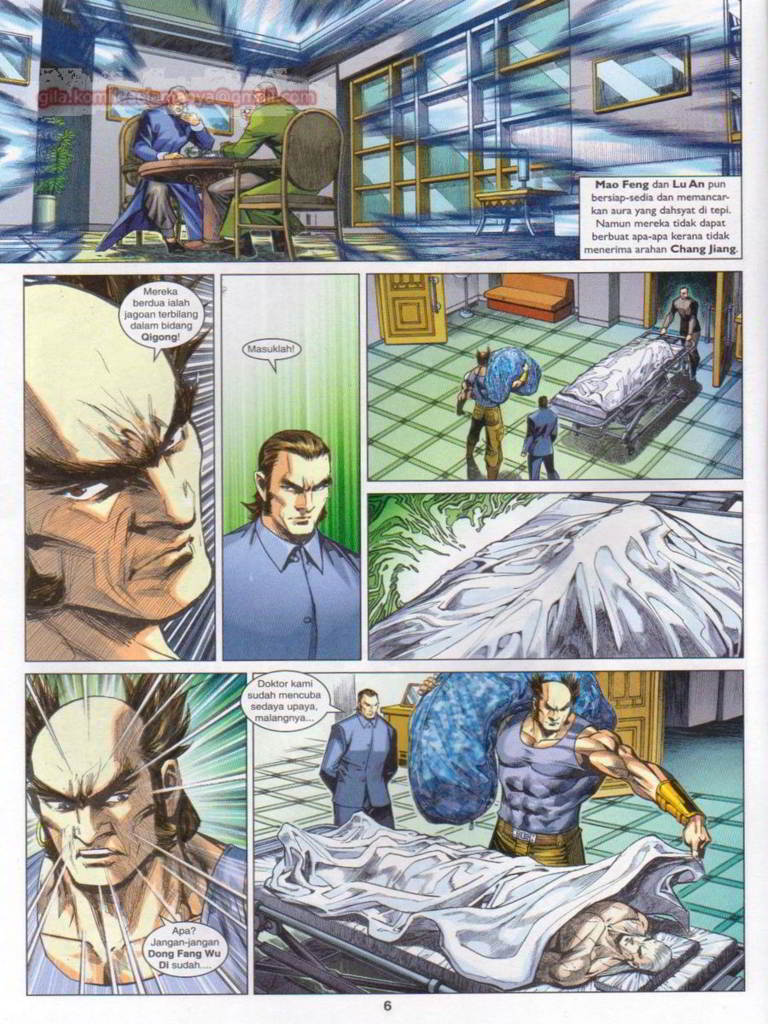 Mao Feng dan Lu An pun
bersiap-sedia dan memancar-
kan aura yang dahsyat di tepi.
Namun mereka tidak dapat
berbuat apa-apa kerana tidak
menerima arahan Chang Jiang.
Mereka
berdua ialah
jagoan terbilang
dalam bidang
Qigong!
Masuklah!
Apa?
Jangan-jangan
Dong Fang Wu
Di sudah....
Doktor kami
sudah mencuba
sedaya upaya,
malangnya...
6